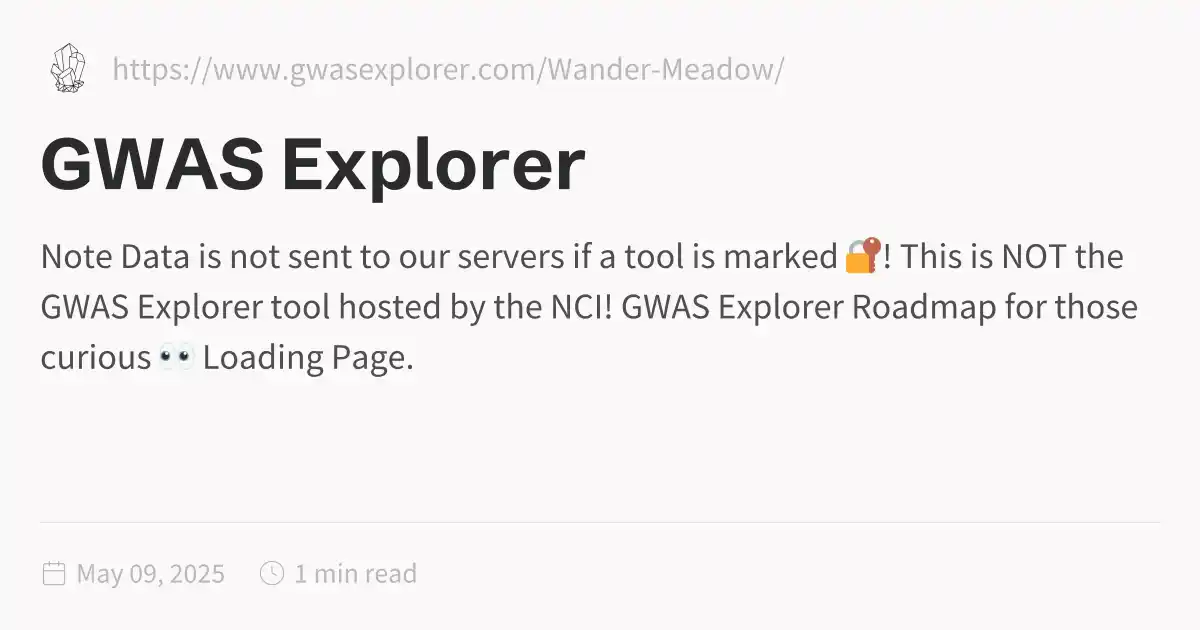 https://www.gwasexplorer.com/Wander-Meadow/
GWAS Explorer
Note Data is not sent to our servers if a tool is marked 🔐! This is NOT the
GWAS Explorer tool hosted by the NCI! GWAS Explorer Roadmap for those
curious 👀 Loading Page.
May 09, 2025 1 min read